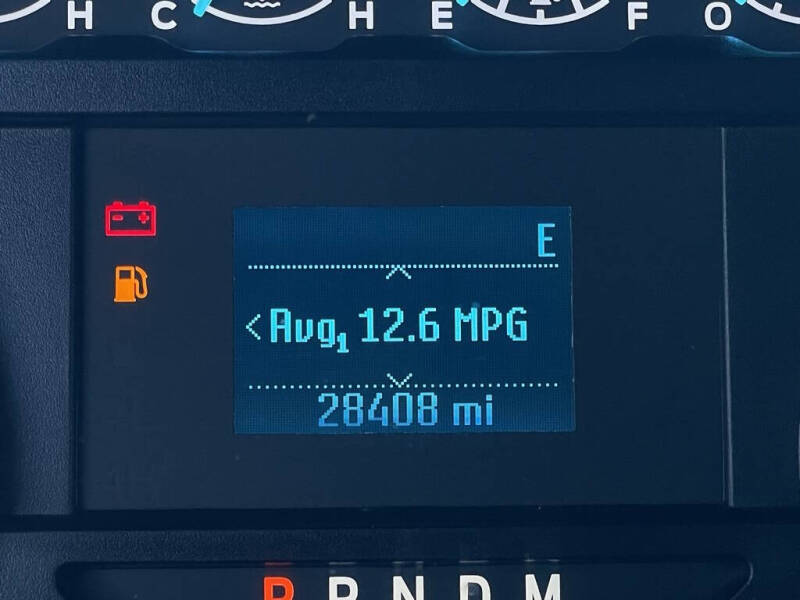 H C H E F O
E
<Avg1 12.6 MPG
28408 mi
P R N D M